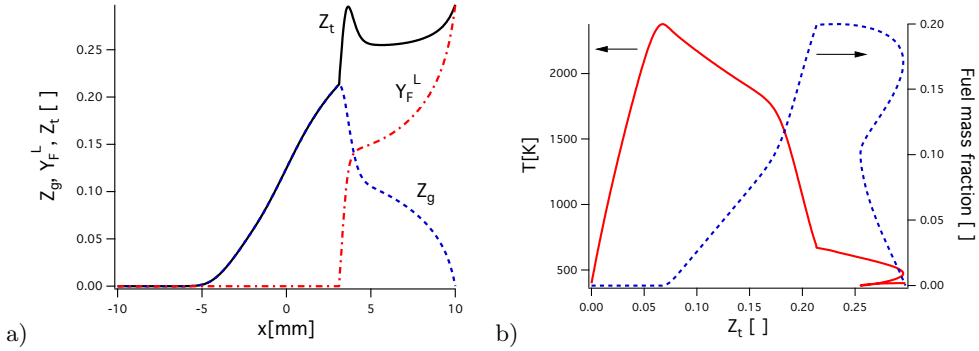 a)
Z_g, Y_F^L, Z_t [ ]
0.25
0.20
0.15
0.10
0.05
0.00
Z_t
Y_F^L
Z_g
-10
-5
0
5
10
x[mm]
b)
T[K]
2000
1500
1000
500
0.20
0.15
0.10
0.05
0.00
Fuel mass fraction [ ]
0.00
0.05
0.10
0.15
0.20
0.25
Z_t [ ]